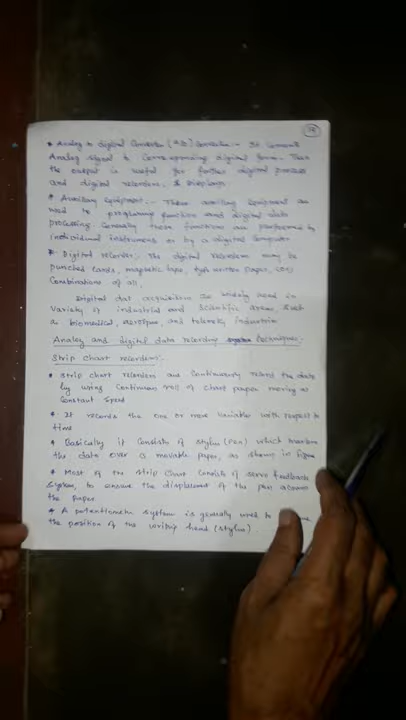 * Analog to digital Converter (A/D) Converter :- It Converts
Analog signal to Corresponding digital form. Then
the output is useful for further digital process
and digital recorders, & displays
* Auxiliary Equipment :- These auxiliary Equipment are
used to programing function and digital data
processing Generally these functions are performed by
individual instruments or by a digital Computer
* Digital recorder :- The digital recorders may be
punched Cards, magnetic tape, type written Paper, (or)
Combinations of all.
Digital data acquisition is widely used in
Variety of industrial and Scientific areas Such
as biomedical, aerospace, and telemetry industries
Analog and digital data recording techniques:-
Strip chart recorders:-
* Strip chart recorders are Continuously record the data
by using Continuous roll of chart paper moving at
Constant Speed
* It records the one or more Variable with respect to
time
* Basically it Consists of stylus (Pen) which
the data over a movable paper, as shown in figure
* Most of the strip Chart Consists of servo feedback
System, to ensure the displacement of the pen across
the Paper
* A potentiometer system is generally used to
the position of the writing head (stylus)